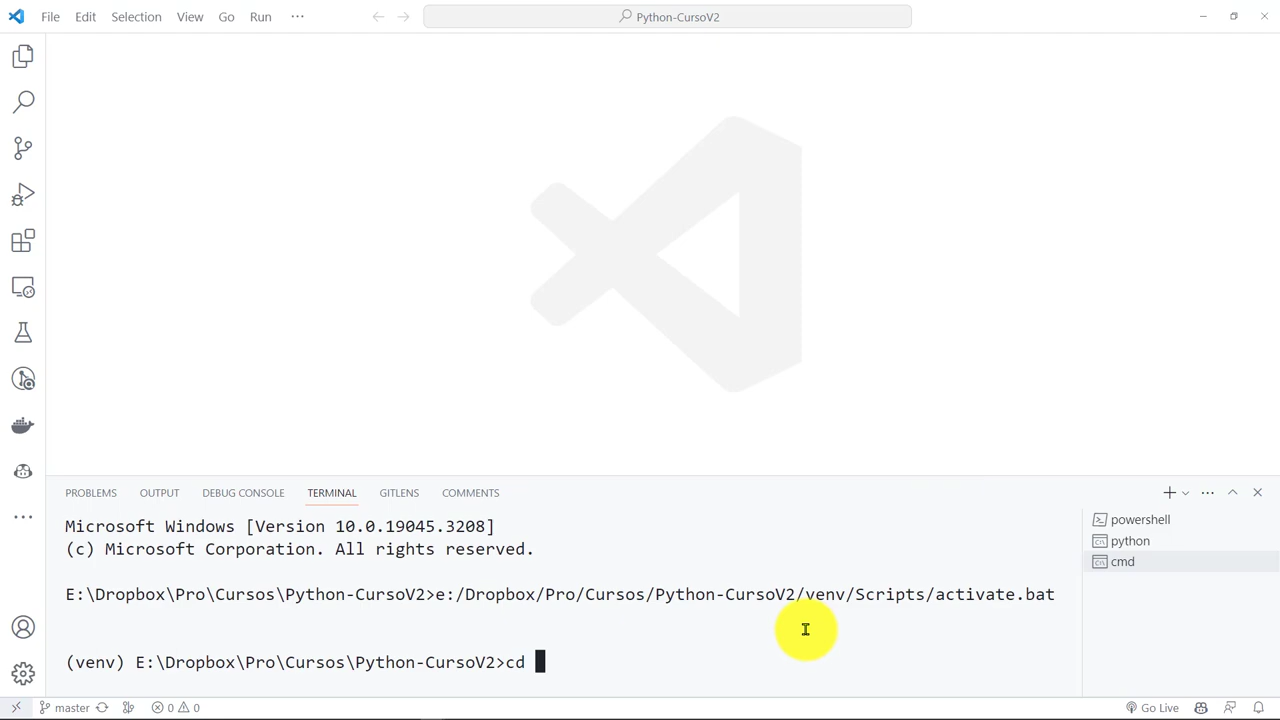 File Edit Selection View Go Run ···
Python-CursoV2
PROBLEMS OUTPUT DEBUG CONSOLE TERMINAL GITLENS COMMENTS
Microsoft Windows [Version 10.0.19045.3208]
(c) Microsoft Corporation. All rights reserved.
E:\Dropbox\Pro\Cursos\Python-CursoV2>e:/Dropbox/Pro/Cursos/Python-CursoV2/venv/Scripts/activate.bat
(venv) E:\Dropbox\Pro\Cursos\Python-CursoV2>cd
powershell
python
cmd
master 0 0 Go Live